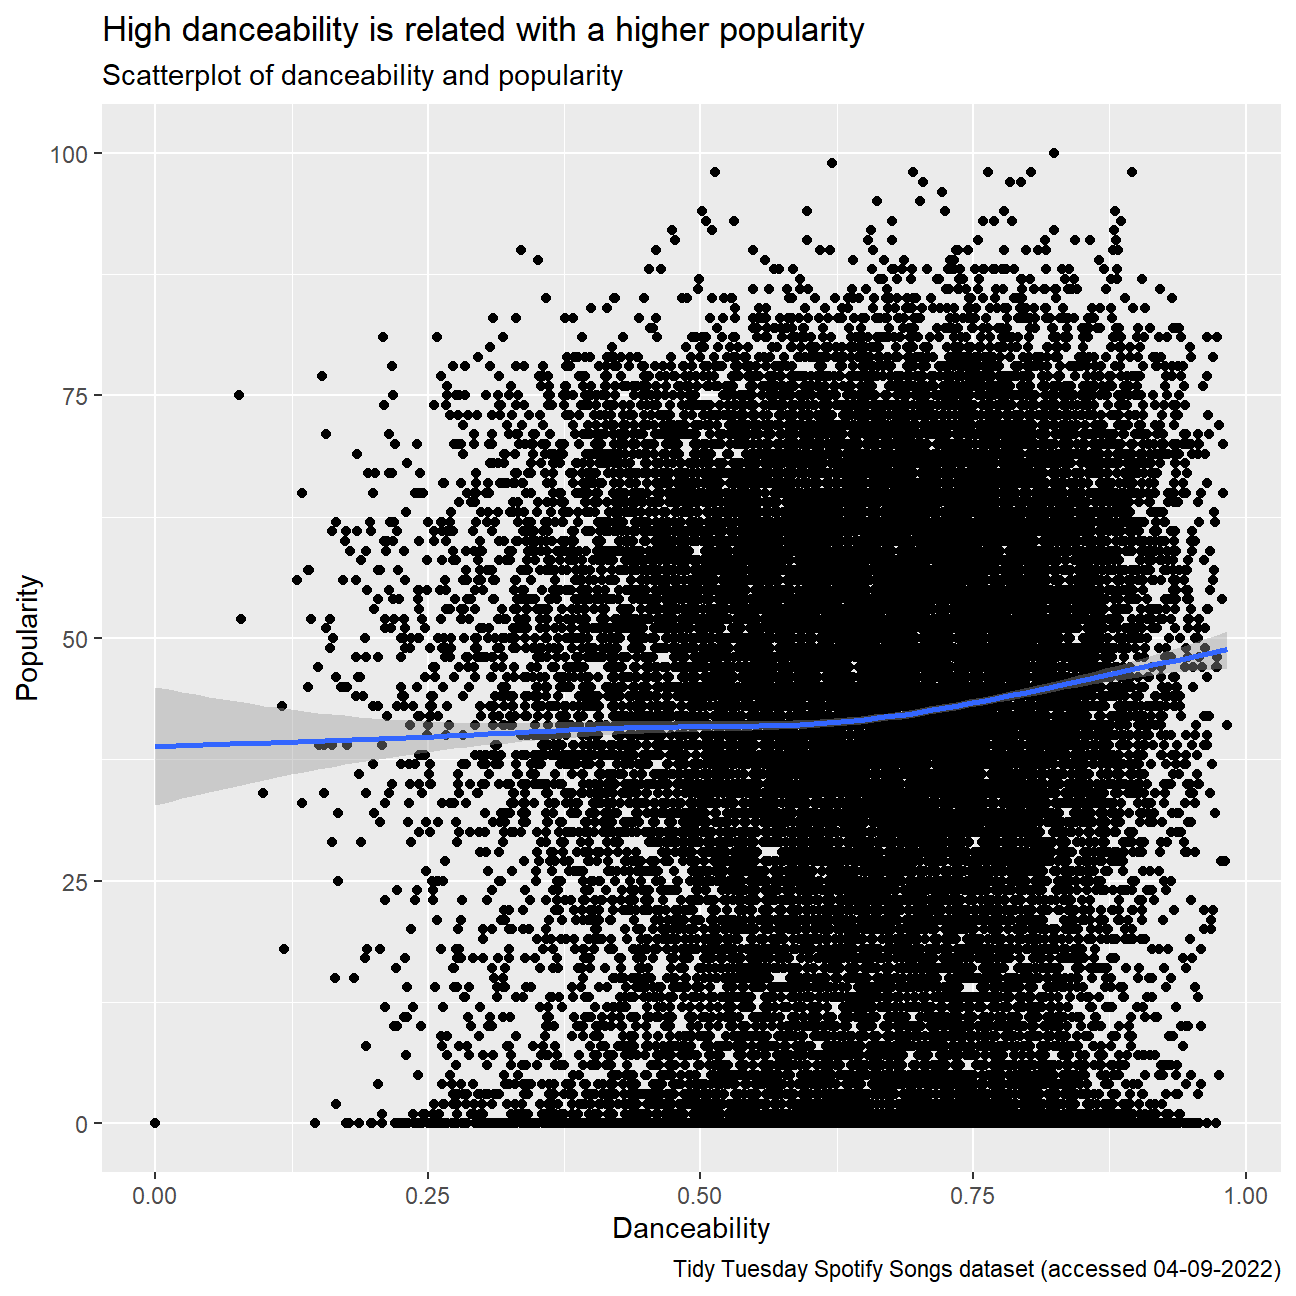 High danceability is related with a higher popularity
Scatterplot of danceability and popularity
100
75
50
25
0
Popularity
0.00 0.25 0.50 0.75 1.00
Danceability
Tidy Tuesday Spotify Songs dataset (accessed 04-09-2022)